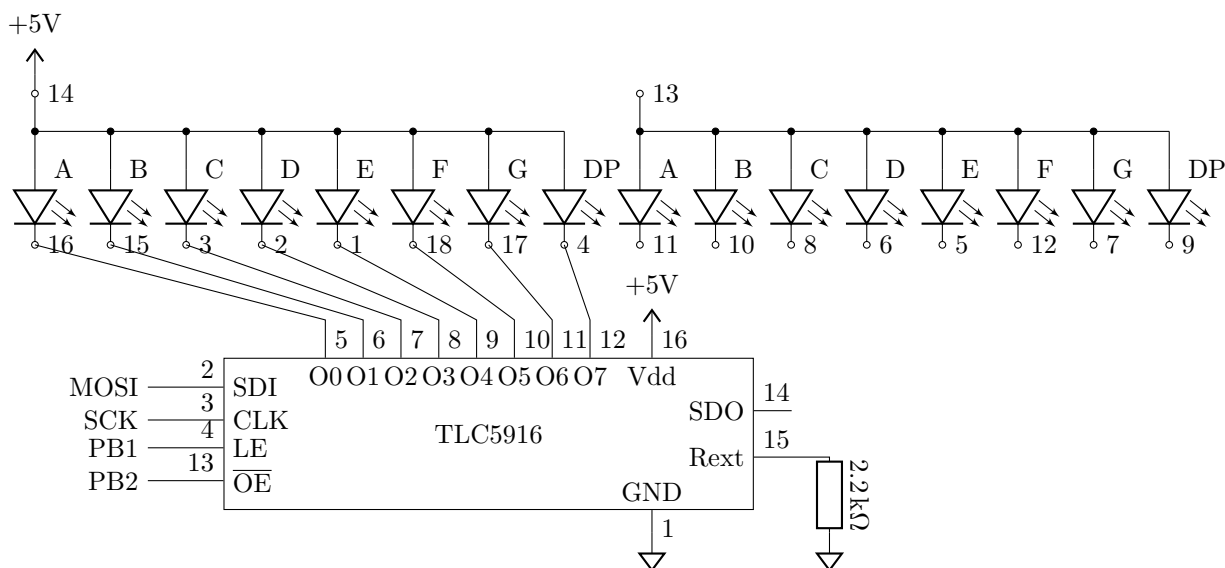 +5V
14 13
A B C D E F G DP A B C D E F G DP
16 15 3 2 1 18 17 4 11 10 8 6 5 12 7 9
+5V
5 6 7 8 9 10 11 12 16
O0 O1 O2 O3 O4 O5 O6 O7 Vdd
MOSI 2 SDI
SDO 14
SCK 3 CLK
TLC5916
PB1 4 LE
Rext 15
PB2 13 OE
2.2kΩ
GND
1